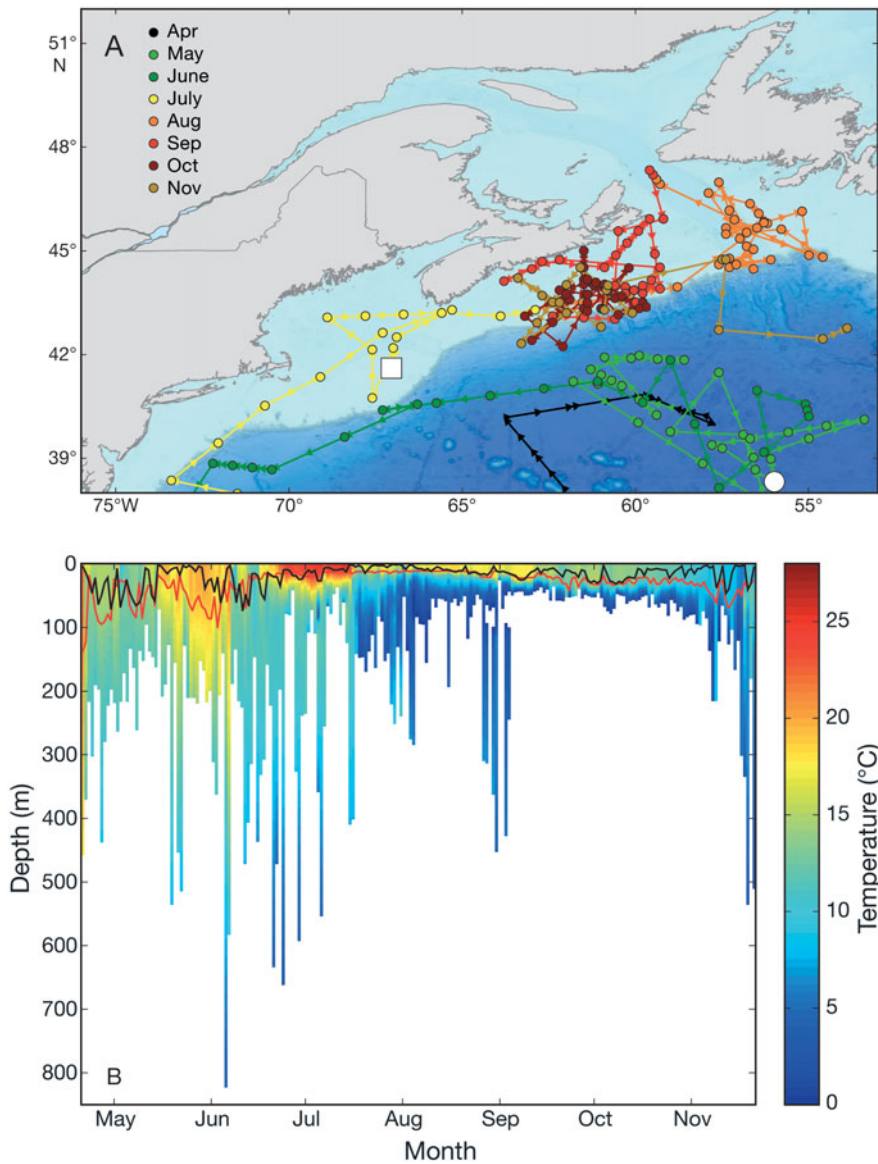 A
Apr
May
June
July
Aug
Sep
Oct
Nov
51°
N
48°
45°
42°
39°
75°W
70°
65°
60°
55°
0
100
200
300
400
500
600
700
800
Depth (m)
B
May
Jun
Jul
Aug
Sep
Oct
Nov
Month
25
20
15
10
5
0
Temperature (°C)